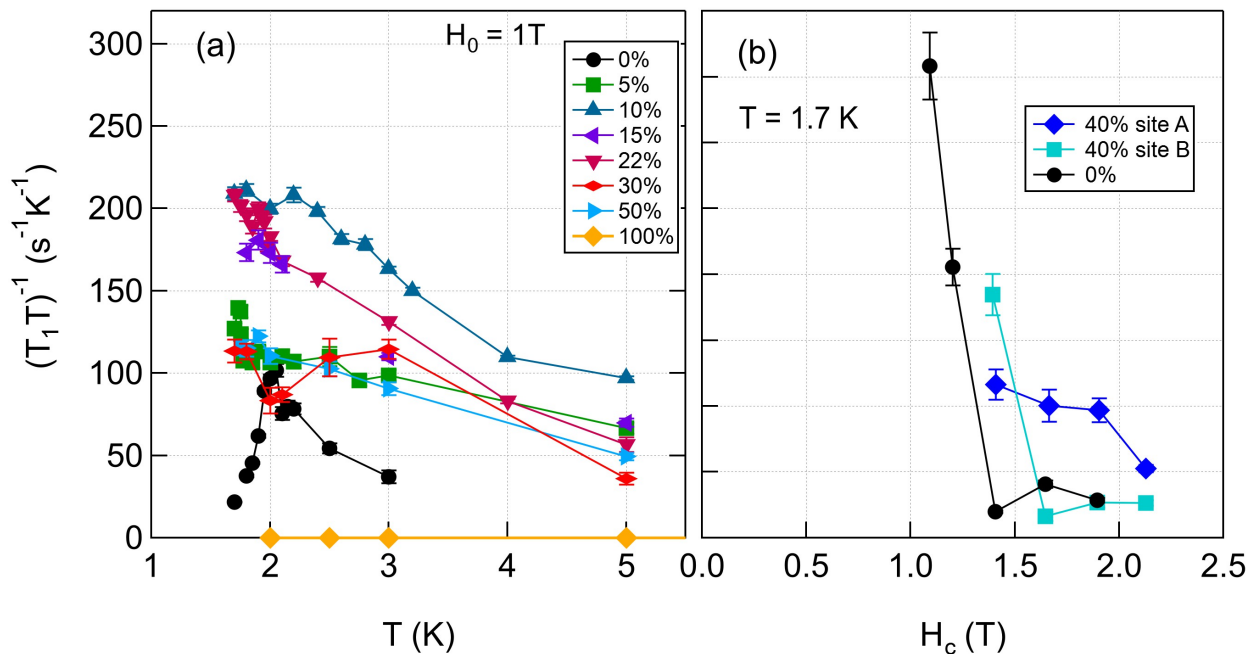 (a)
H0 = 1T
0%
5%
10%
15%
22%
30%
50%
100%
300
250
200
150
100
50
0
(T1T)-1 (s-1K-1)
1 2 3 4 5
T (K)
(b)
T = 1.7 K
40% site A
40% site B
0%
0.0 0.5 1.0 1.5 2.0 2.5
Hc (T)